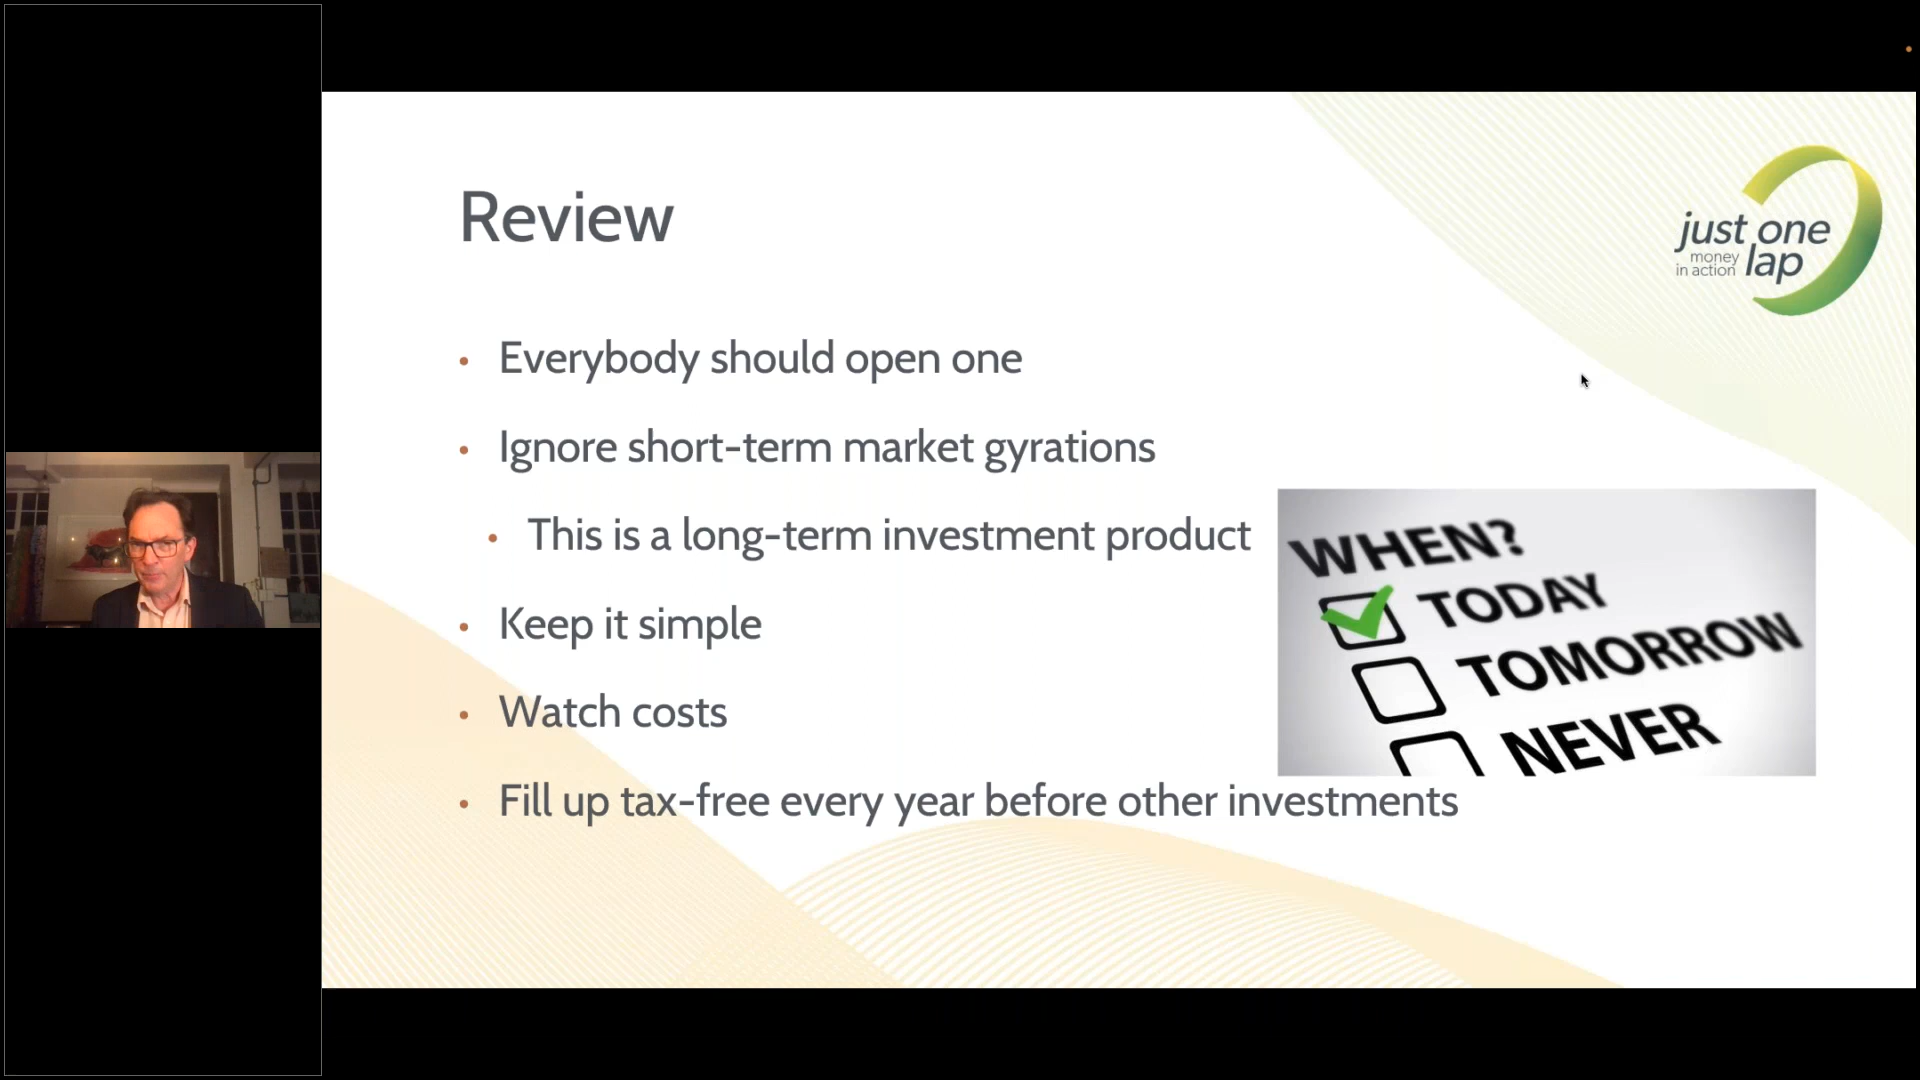 Review
just one
money
in action lap
Everybody should open one
Ignore short-term market gyrations
This is a long-term investment product
Keep it simple
Watch costs
Fill up tax-free every year before other investments
WHEN?
TODAY
TOMORROW
NEVER